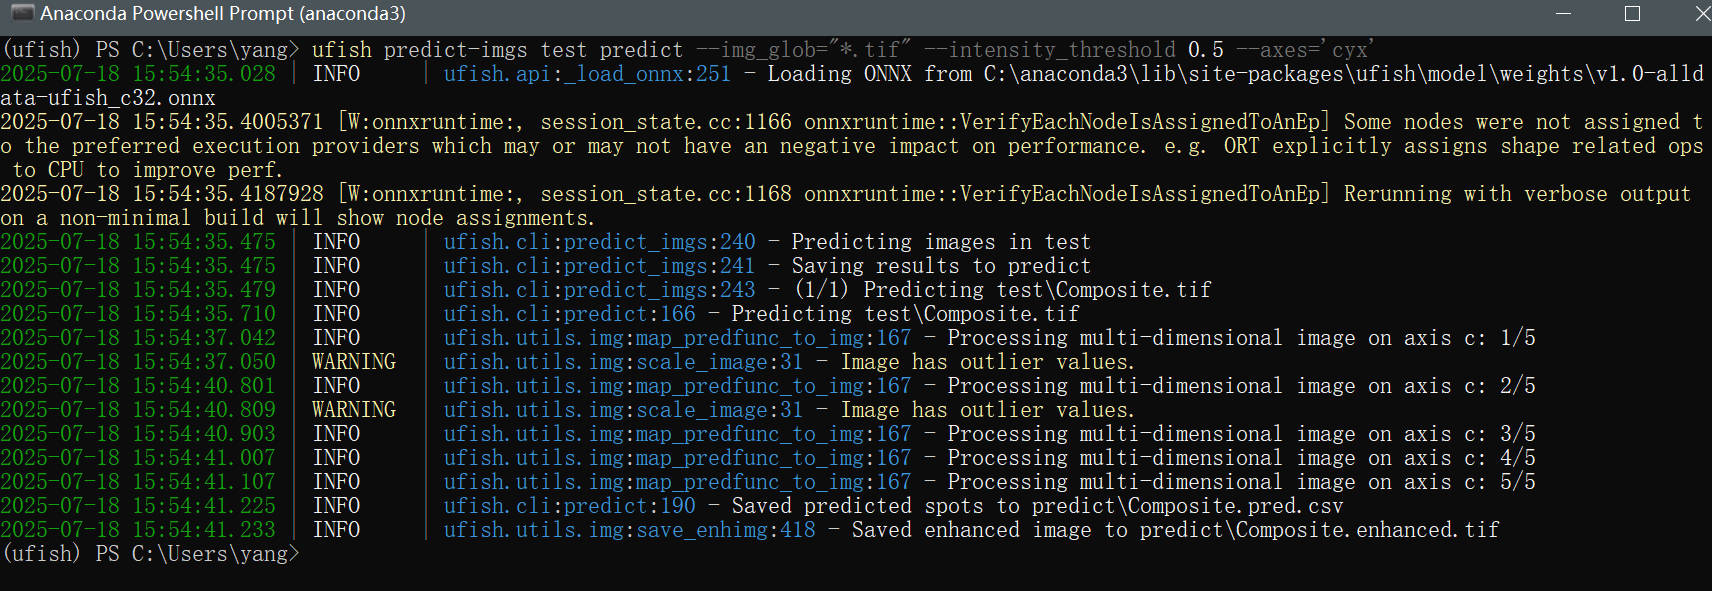 Anaconda Powershell Prompt (anaconda3)
(ufish) PS C:\Users\yang> ufish predict-imgs test predict --img_glob="*.tif" --intensity_threshold 0.5 --axes='cyx'
2025-07-18 15:54:35.028 | INFO     | ufish.api:_load_onnx:251 - Loading ONNX from C:\anaconda3\lib\site-packages\ufish\model\weights\v1.0-alld
ata-ufish_c32.onnx
2025-07-18 15:54:35.4005371 [W:onnxruntime:, session_state.cc:1166 onnxruntime::VerifyEachNodeIsAssignedToAnEp] Some nodes were not assigned t
o the preferred execution providers which may or may not have an negative impact on performance. e.g. ORT explicitly assigns shape related ops
 to CPU to improve perf.
2025-07-18 15:54:35.4187928 [W:onnxruntime:, session_state.cc:1168 onnxruntime::VerifyEachNodeIsAssignedToAnEp] Rerunning with verbose output
on a non-minimal build will show node assignments.
2025-07-18 15:54:35.475 | INFO     | ufish.cli:predict_imgs:240 - Predicting images in test
2025-07-18 15:54:35.475 | INFO     | ufish.cli:predict_imgs:241 - Saving results to predict
2025-07-18 15:54:35.479 | INFO     | ufish.cli:predict_imgs:243 - (1/1) Predicting test\Composite.tif
2025-07-18 15:54:35.710 | INFO     | ufish.cli:predict:166 - Predicting test\Composite.tif
2025-07-18 15:54:37.042 | INFO     | ufish.utils.img:map_predfunc_to_img:167 - Processing multi-dimensional image on axis c: 1/5
2025-07-18 15:54:37.050 | WARNING  | ufish.utils.img:scale_image:31 - Image has outlier values.
2025-07-18 15:54:40.801 | INFO     | ufish.utils.img:map_predfunc_to_img:167 - Processing multi-dimensional image on axis c: 2/5
2025-07-18 15:54:40.809 | WARNING  | ufish.utils.img:scale_image:31 - Image has outlier values.
2025-07-18 15:54:40.903 | INFO     | ufish.utils.img:map_predfunc_to_img:167 - Processing multi-dimensional image on axis c: 3/5
2025-07-18 15:54:41.007 | INFO     | ufish.utils.img:map_predfunc_to_img:167 - Processing multi-dimensional image on axis c: 4/5
2025-07-18 15:54:41.107 | INFO     | ufish.utils.img:map_predfunc_to_img:167 - Processing multi-dimensional image on axis c: 5/5
2025-07-18 15:54:41.225 | INFO     | ufish.cli:predict:190 - Saved predicted spots to predict\Composite.pred.csv
2025-07-18 15:54:41.233 | INFO     | ufish.utils.img:save_enhimg:418 - Saved enhanced image to predict\Composite.enhanced.tif
(ufish) PS C:\Users\yang>